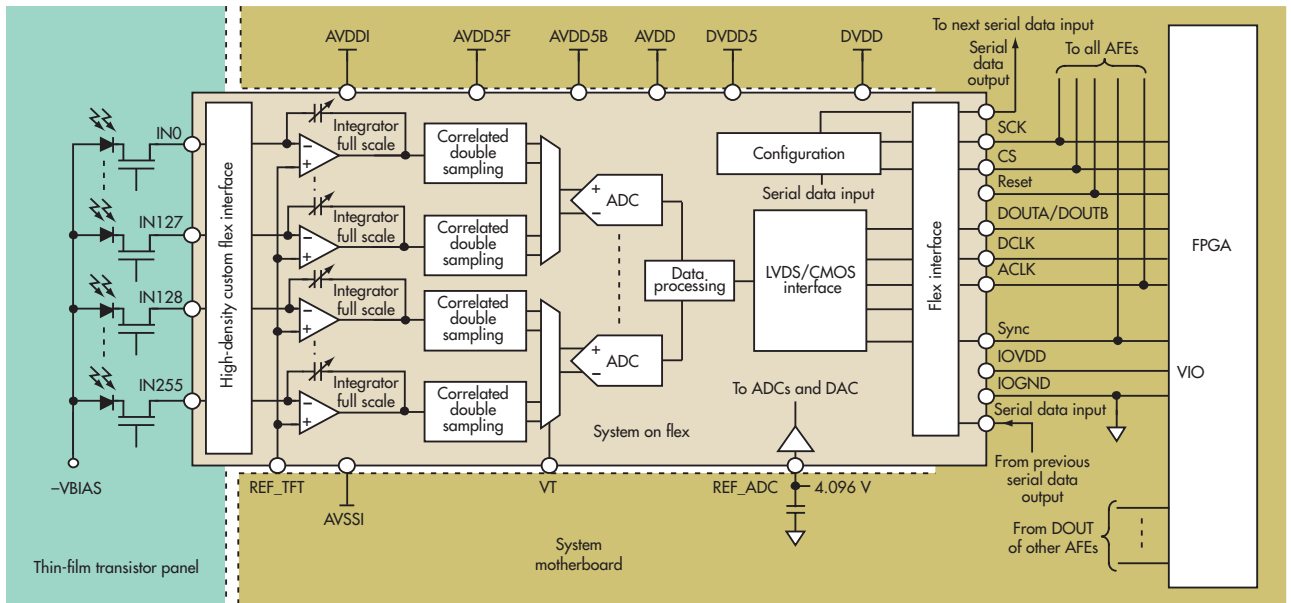 AVDDI
AVDD5F
AVDD5B
AVDD
DVDD5
DVDD
To next serial data input
Serial
data
output
To all AFEs
IN0
IN127
IN128
IN255
–VBIAS
High-density custom flex interface
Integrator
full scale
Correlated
double
sampling
Integrator
full scale
Correlated
double
sampling
Integrator
full scale
Correlated
double
sampling
Integrator
full scale
Correlated
double
sampling
–
+
–
+
–
+
–
+
+
–
ADC
+
–
ADC
Data
processing
Configuration
Serial data input
LVDS/CMOS
interface
Flex interface
To ADCs and DAC
System on flex
SCK
CS
Reset
DOUTA/DOUTB
DCLK
ACLK
Sync
IOVDD
IOGND
Serial data input
FPGA
VIO
From previous
serial data
output
From DOUT
of other AFEs
REF_TFT
AVSSI
VT
REF_ADC
4.096 V
System
motherboard
Thin-film transistor panel